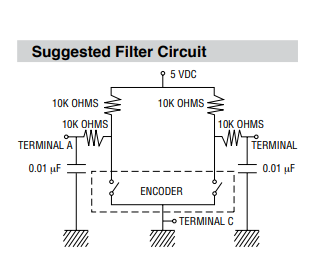 Suggested Filter Circuit
5 VDC
10K OHMS 10K OHMS
10K OHMS 10K OHMS
TERMINAL A TERMINAL
0.01 µF 0.01 µF
ENCODER
TERMINAL C